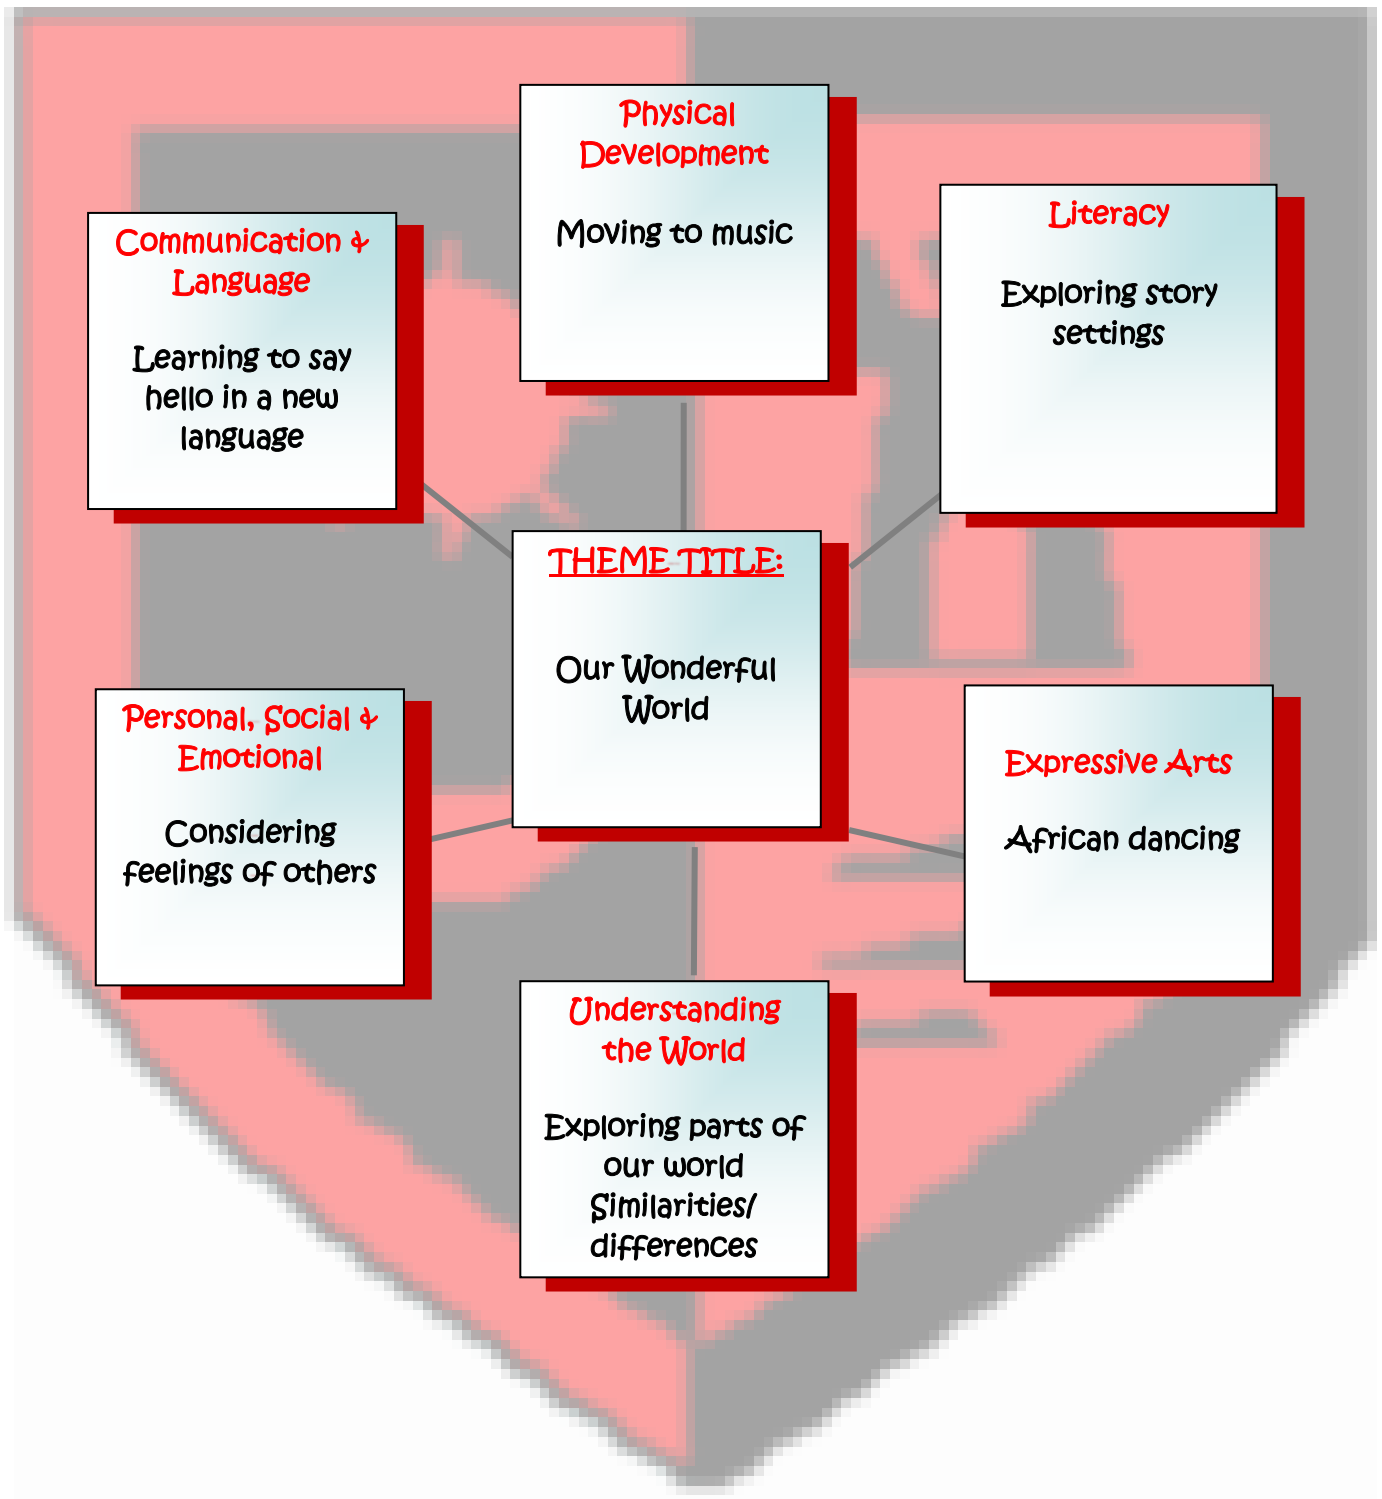 Physical
Development
Moving to music
Literacy
Exploring story
settings
Communication &
Language
Learning to say
hello in a new
language
THEME TITLE:
Our Wonderful
World
Personal, Social &
Emotional
Considering
feelings of others
Expressive Arts
African dancing
Understanding
the World
Exploring parts of
our world
Similarities/
differences